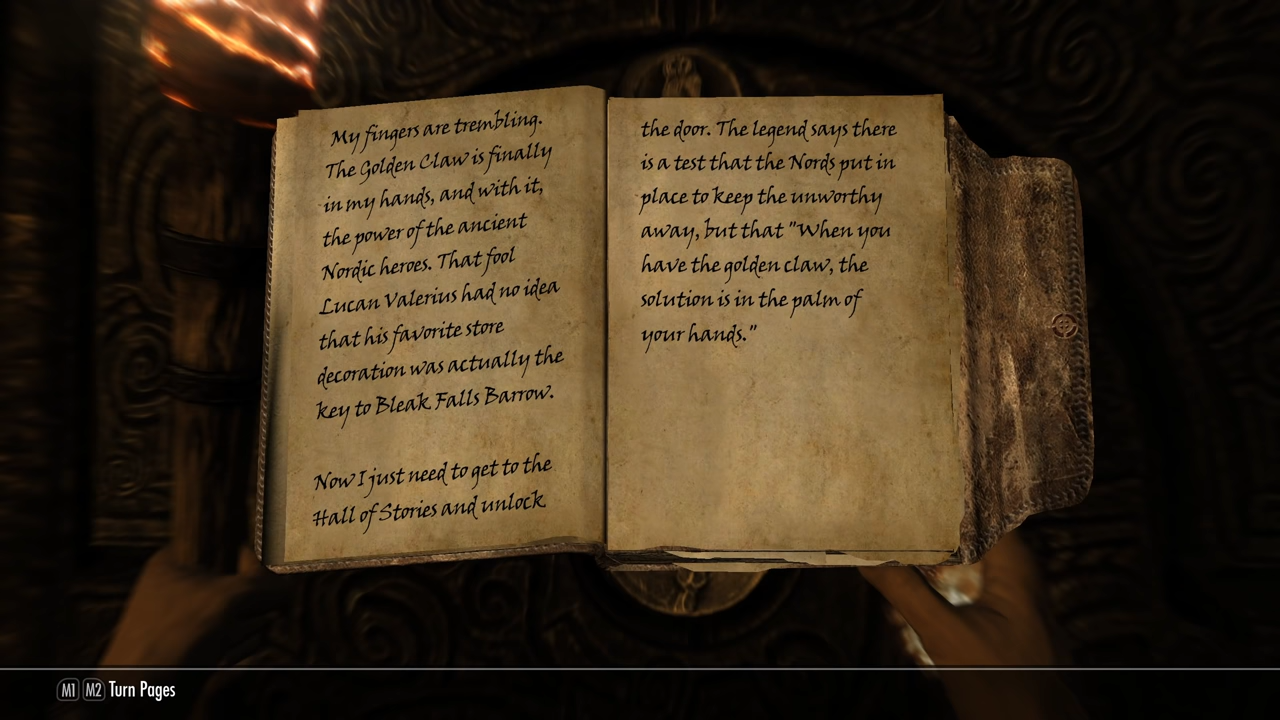 My fingers are trembling.
The Golden Claw is finally
in my hands, and with it,
the power of the ancient
Nordic heroes. That fool
Lucan Valerius had no idea
that his favorite store
decoration was actually the
key to Bleak Falls Barrow.
Now I just need to get to the
Hall of Stories and unlock
the door. The legend says there
is a test that the Nords put in
place to keep the unworthy
away, but that "When you
have the golden claw, the
solution is in the palm of
your hands."
M1 M2 Turn Pages